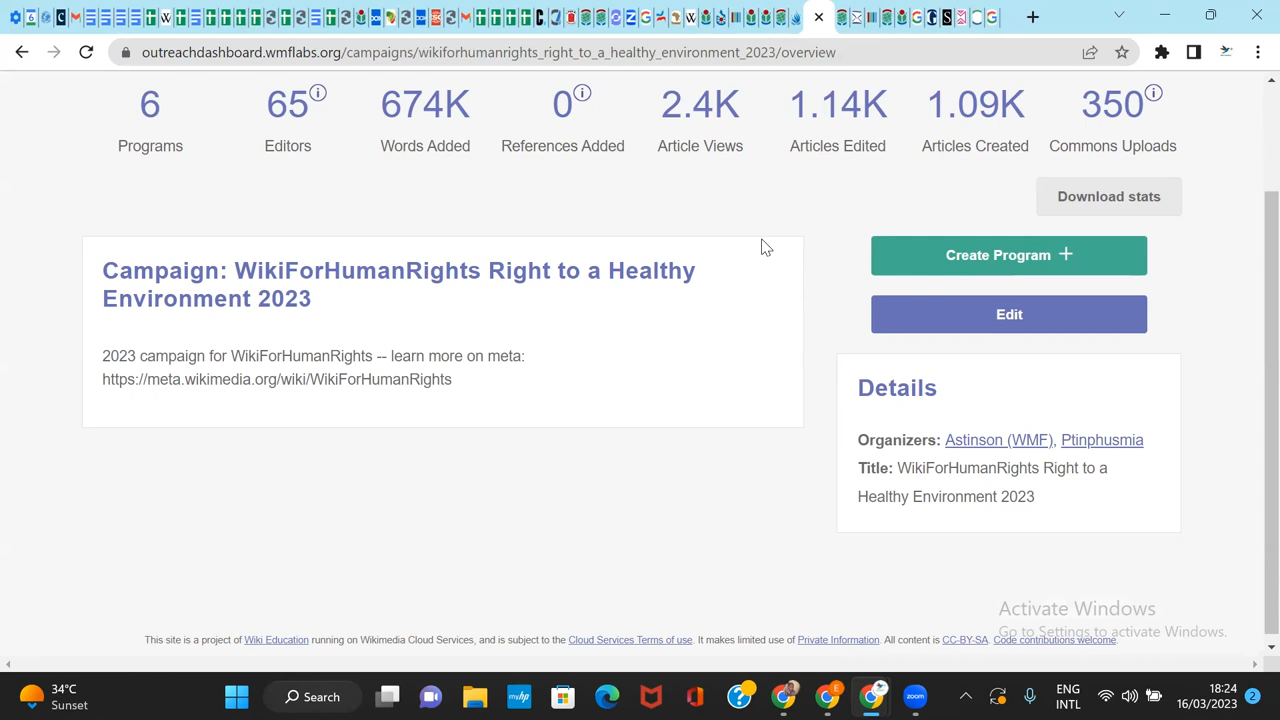 outreachdashboard.wmflabs.org/campaigns/wikiforhumanrights_right_to_a_healthy_environment_2023/overview
6 65 674K 0 2.4K 1.14K 1.09K 350
Programs Editors Words Added References Added Article Views Articles Edited Articles Created Commons Uploads
Download stats
Create Program +
Edit
Campaign: WikiForHumanRights Right to a Healthy
Environment 2023
2023 campaign for WikiForHumanRights -- learn more on meta:
https://meta.wikimedia.org/wiki/WikiForHumanRights
Details
Organizers: Astinson (WMF), Ptinphusmia
Title: WikiForHumanRights Right to a
Healthy Environment 2023
Activate Windows
Go to Settings to activate Windows.
This site is a project of Wiki Education running on Wikimedia Cloud Services, and is subject to the Cloud Services Terms of use. It makes limited use of Private Information. All content is CC-BY-SA. Code contributions welcome.
34°C
Sunset
Search
myhp
zoom
ENG
INTL
18:24
16/03/2023
2